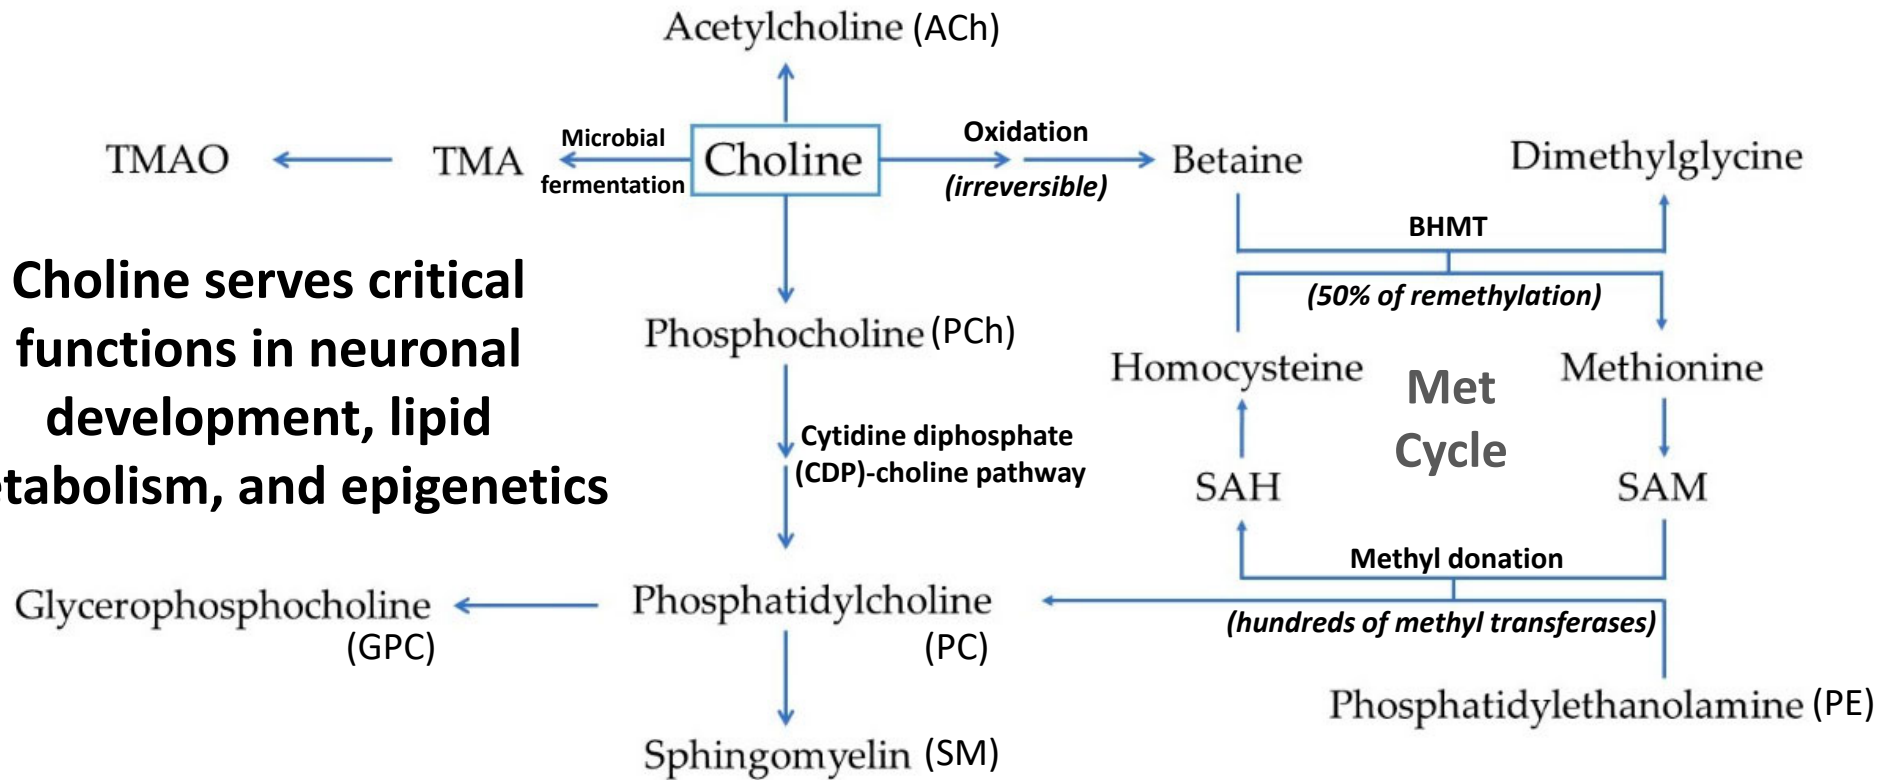 Acetylcholine (ACh)
TMAO
TMA
Microbial
fermentation
Choline
Oxidation
(irreversible)
Betaine
Dimethylglycine
BHMT
(50% of remethylation)
Choline serves critical
functions in neuronal
development, lipid
etabolism, and epigenetics
Phosphocholine (PCh)
Homocysteine
Met
Cycle
Methionine
Cytidine diphosphate
(CDP)-choline pathway
SAH
SAM
Methyl donation
(hundreds of methyl transferases)
Glycerophosphocholine
(GPC)
Phosphatidylcholine
(PC)
Phosphatidylethanolamine (PE)
Sphingomyelin (SM)